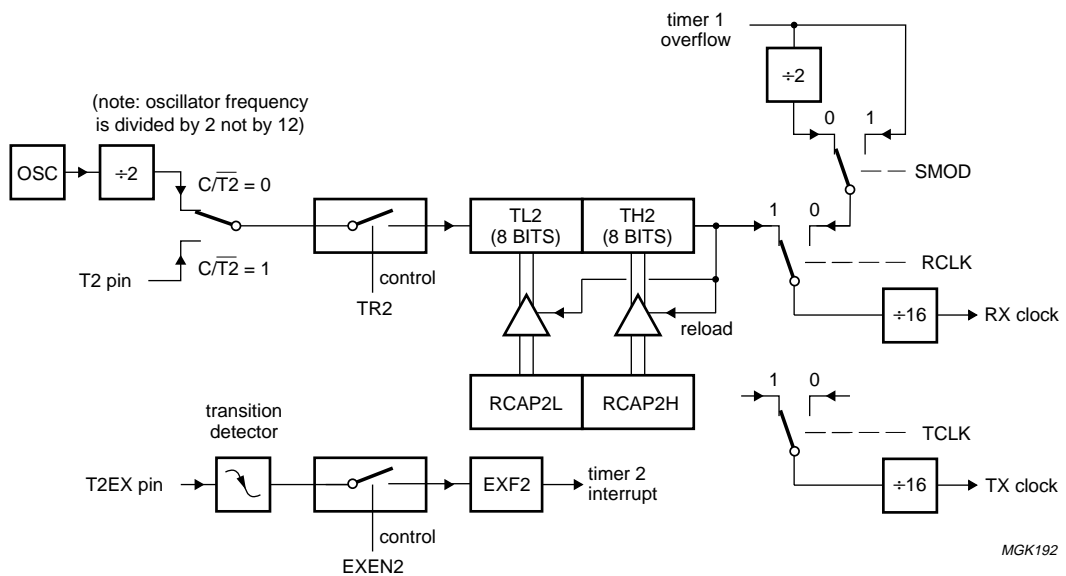 timer 1
overflow
÷2
(note: oscillator frequency
is divided by 2 not by 12)
0 1
OSC
÷2
C/T̅2̅ = 0
SMOD
TL2
(8 BITS)
TH2
(8 BITS)
1 0
T2 pin
C/T̅2̅ = 1
control
TR2
RCLK
reload
÷16
RX clock
RCAP2L
RCAP2H
1 0
transition
detector
TCLK
T2EX pin
EXF2
timer 2
interrupt
÷16
TX clock
control
EXEN2
MGK192